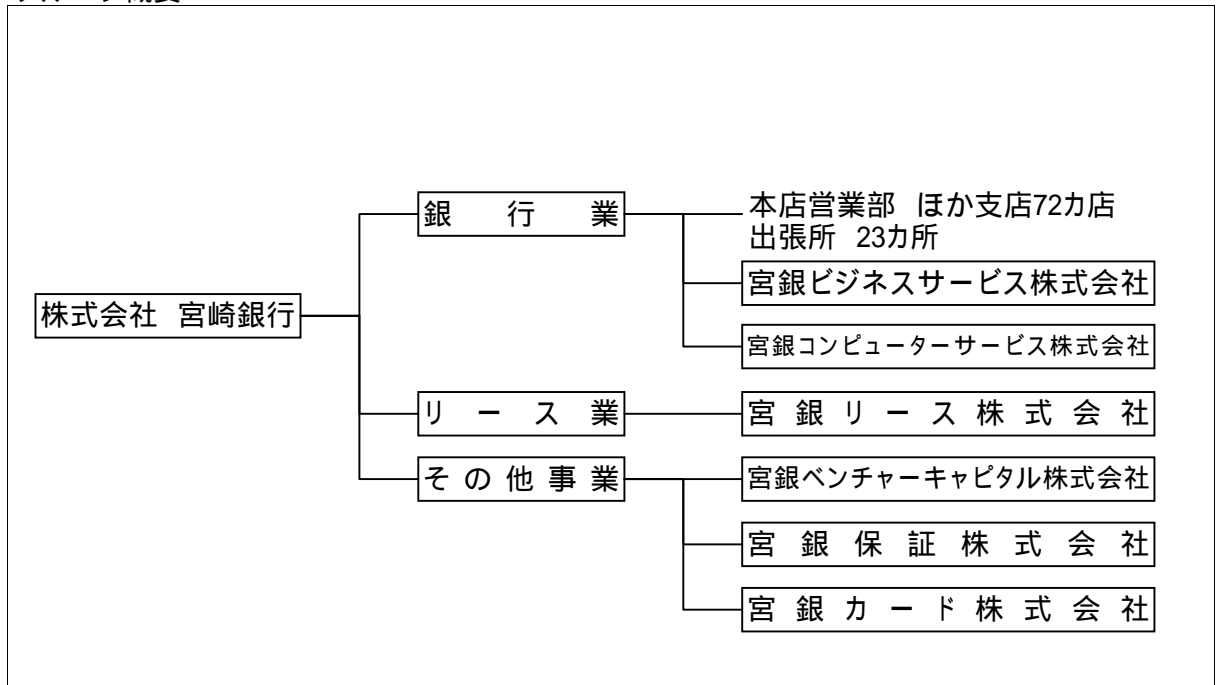 株式会社 宮崎銀行
銀行業
本店営業部 ほか支店72カ店
出張所 23カ所
宮銀ビジネスサービス株式会社
宮銀コンピューターサービス株式会社
リース業
宮銀リース株式会社
その他事業
宮銀ベンチャーキャピタル株式会社
宮銀保証株式会社
宮銀カード株式会社